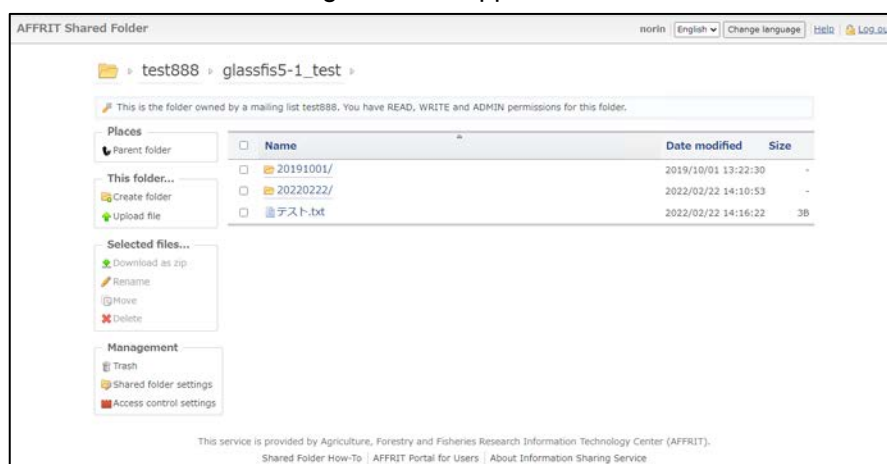 AFFRIT Shared Folder
norin English Change language Help Log ou
test888 glassfis5-1_test
This is the folder owned by a mailing list test888. You have READ, WRITE and ADMIN permissions for this folder.
Places
Parent folder
This folder...
Create folder
Upload file
Selected files...
Download as zip
Rename
Move
Delete
Management
Trash
Shared folder settings
Access control settings
Name Date modified Size
20191001/ 2019/10/01 13:22:30 -
20220222/ 2022/02/22 14:10:53 -
テスト.txt 2022/02/22 14:16:22 3B
This service is provided by Agriculture, Forestry and Fisheries Research Information Technology Center (AFFRIT).
Shared Folder How-To | AFFRIT Portal for Users | About Information Sharing Service